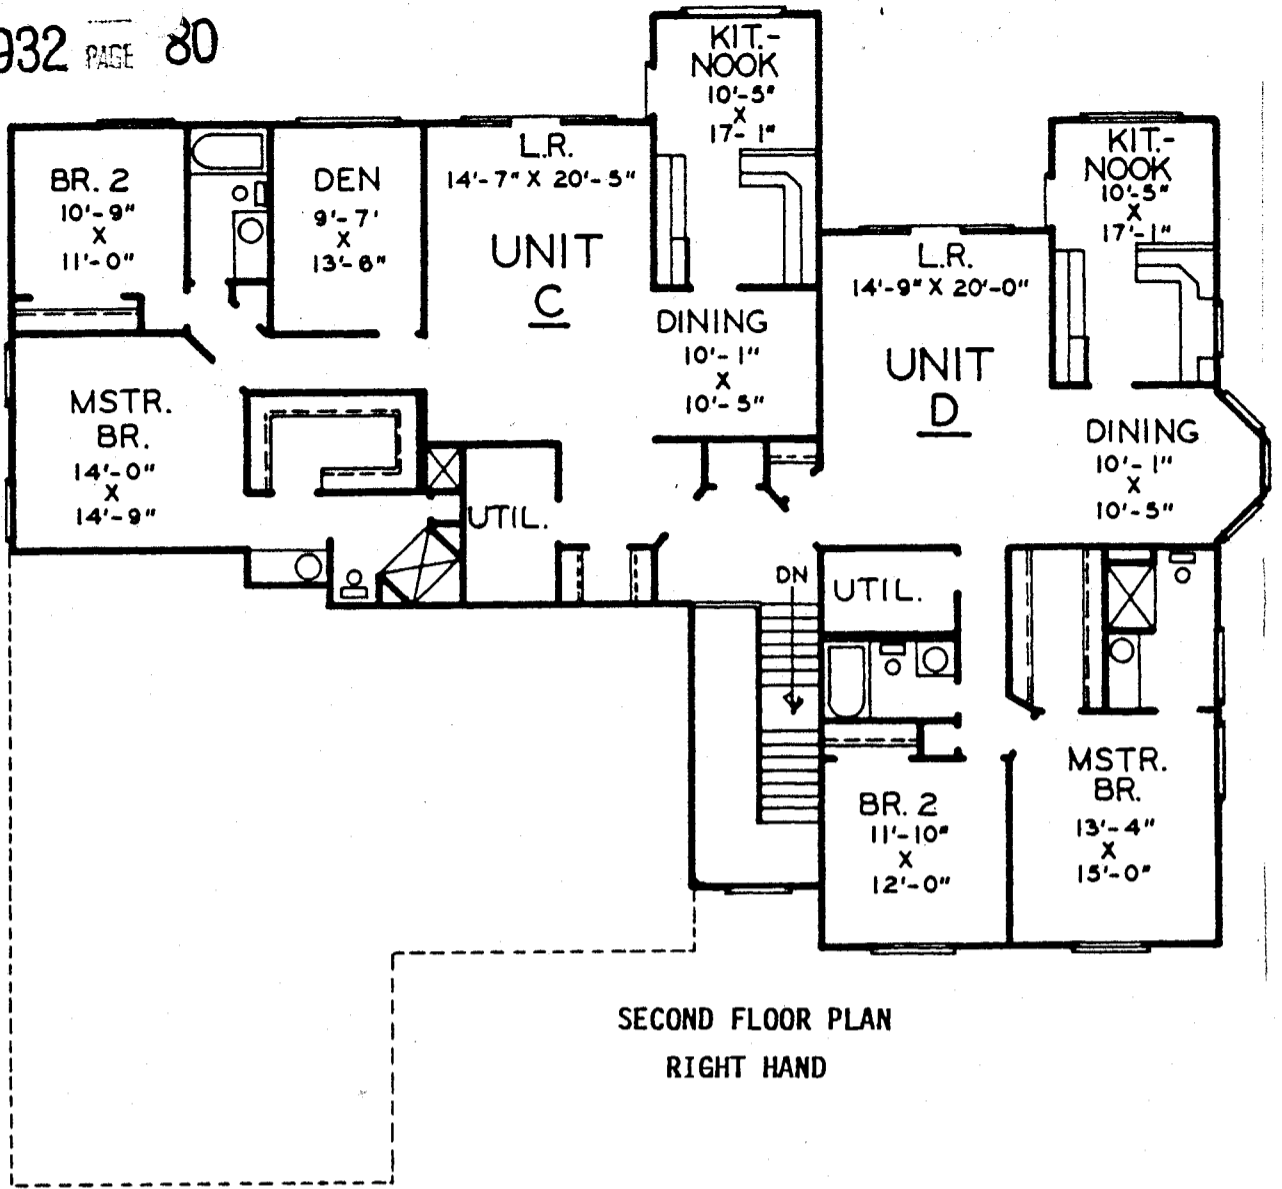 932 PAGE 80
BR. 2
10'-9"
X
11'-0"
DEN
9'-7'
X
13'-6"
L.R.
14'-7" X 20'-5"
UNIT
C
KIT.-
NOOK
10'-5"
X
17'-1"
DINING
10'-1"
X
10'-5"
MSTR.
BR.
14'-0"
X
14'-9"
UTIL.
DN
L.R.
14'-9" X 20'-0"
UNIT
D
KIT.-
NOOK
10'-5"
X
17'-1"
DINING
10'-1"
X
10'-5"
UTIL.
BR. 2
11'-10"
X
12'-0"
MSTR.
BR.
13'-4"
X
15'-0"
SECOND FLOOR PLAN
RIGHT HAND